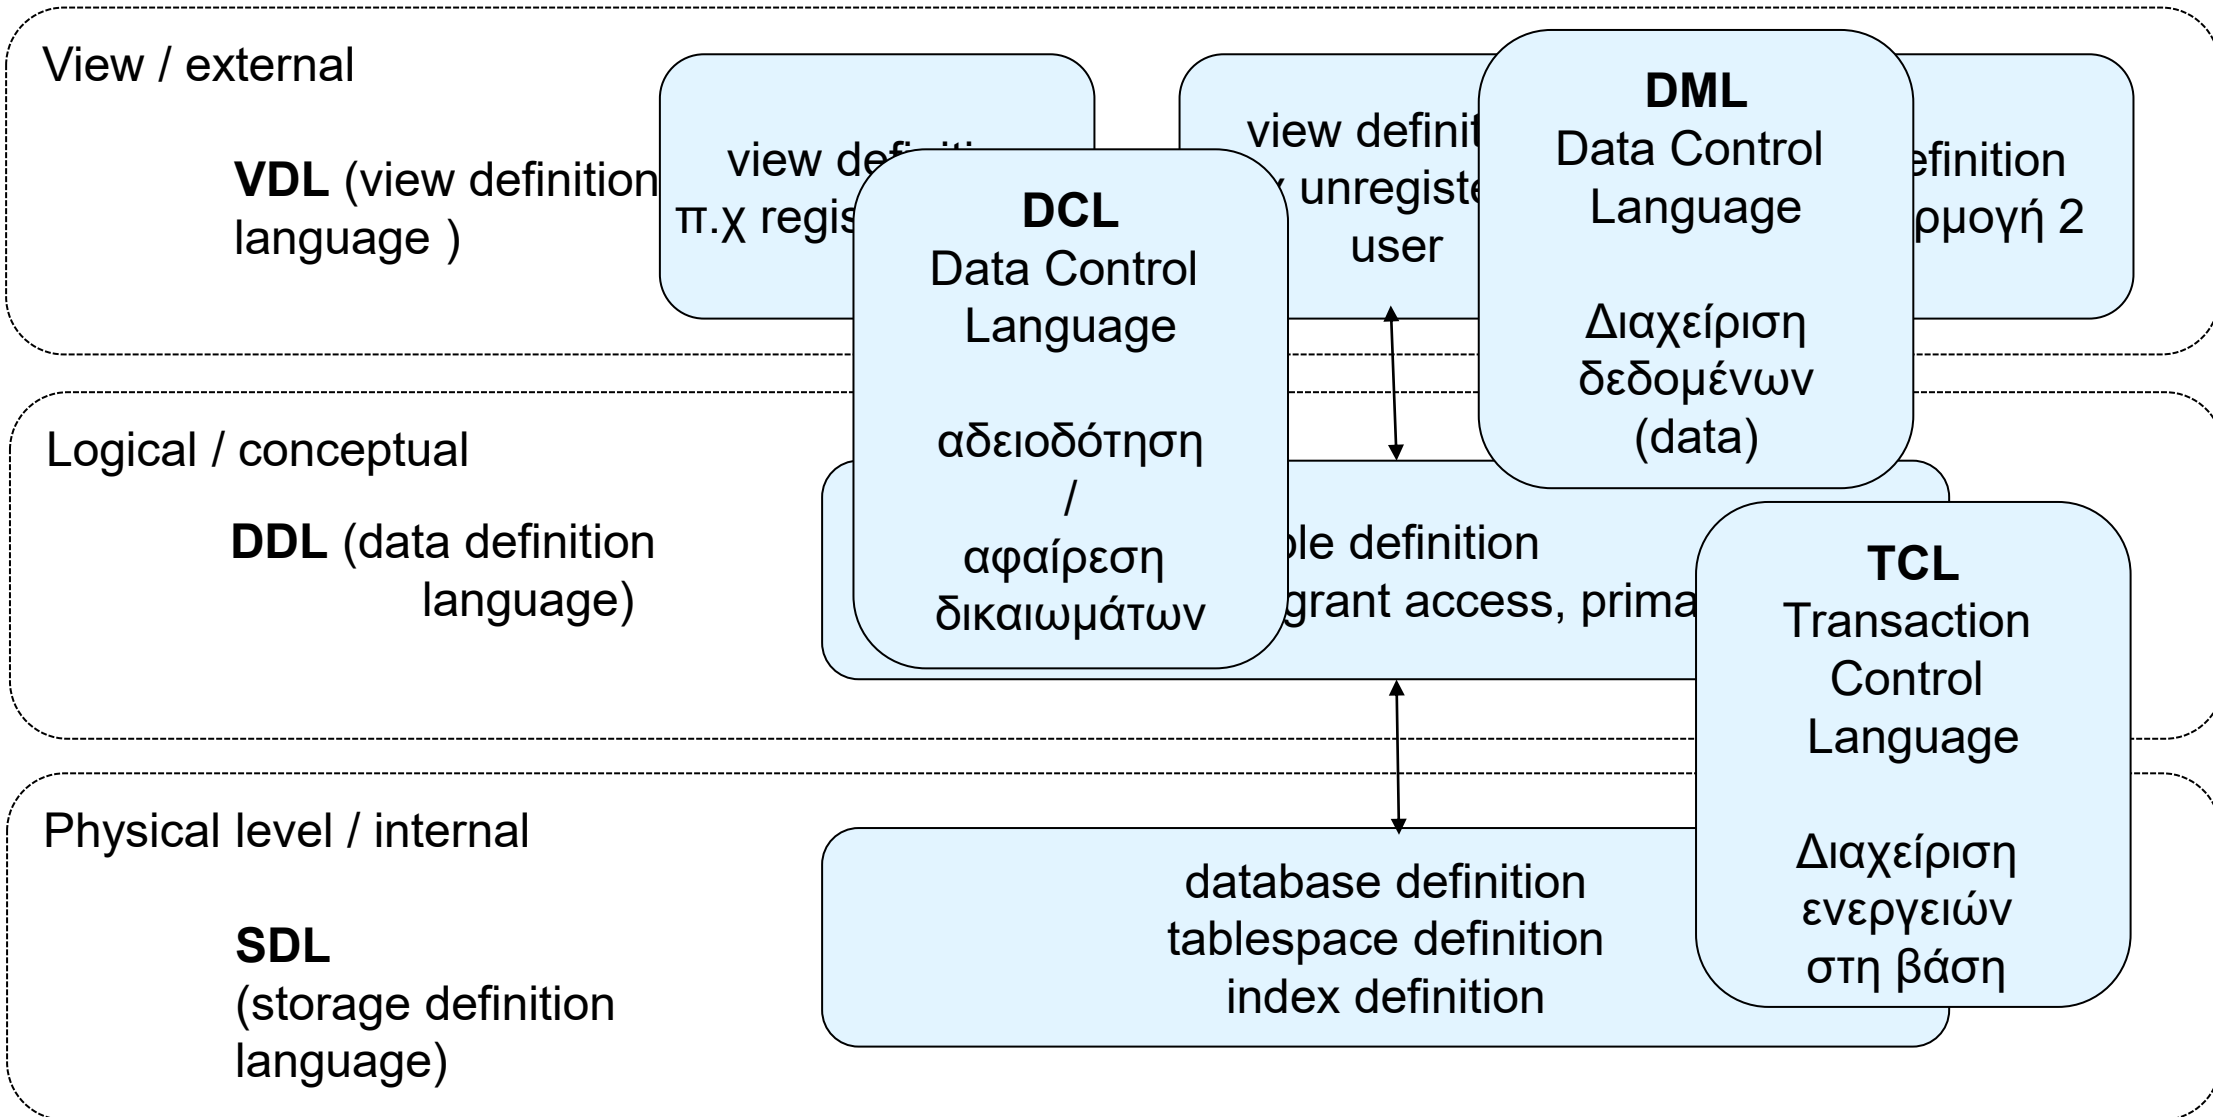 View / external
VDL (view definition
language )
view
π.χ
view
unregiste
user
efinition
ρμογή 2
DCL
Data Control
Language
αδειοδότηση
/
αφαίρεση
δικαιωμάτων
DML
Data Control
Language
Διαχείριση
δεδομένων
(data)
Logical / conceptual
DDL (data definition
language)
ble definition
grant access, prima
TCL
Transaction
Control
Language
Διαχείριση
ενεργειών
στη βάση
Physical level / internal
SDL
(storage definition
language)
database definition
tablespace definition
index definition